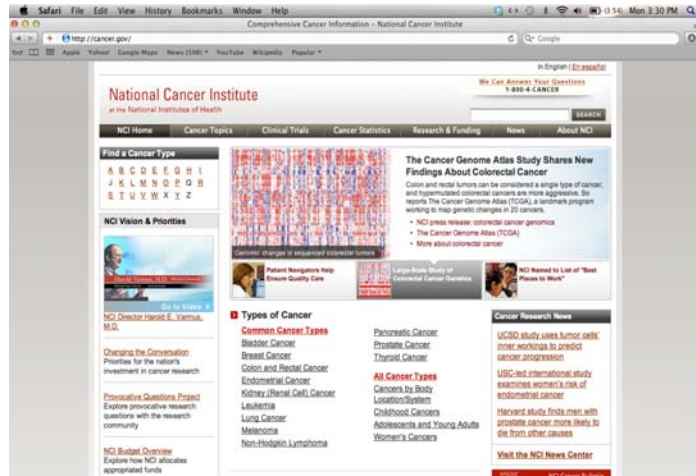 Safari File Edit View History Bookmarks Window Help
(1:54) Mon 3:30 PM
Comprehensive Cancer Information – National Cancer Institute
http://cancer.gov/
Google
Apple Yahoo! Google Maps News (598) YouTube Wikipedia Popular
In English | En español
We Can Answer Your Questions
1-800-4-CANCER
National Cancer Institute
at the National Institutes of Health
SEARCH
NCI Home Cancer Topics Clinical Trials Cancer Statistics Research & Funding News About NCI
Find a Cancer Type
A B C D E F G H I
J K L M N O P Q R
S T U V W X Y Z
NCI Vision & Priorities
Harold Varmus, M.D.
Go to Video
NCI Director Harold E. Varmus,
M.D.
Changing the Conversation
Priorities for the nation's
investment in cancer research
Provocative Questions Project
Explore provocative research
questions with the research
community
NCI Budget Overview
Explore how NCI allocates
appropriated funds
The Cancer Genome Atlas Study Shares New
Findings About Colorectal Cancer
Colon and rectal tumors can be considered a single type of cancer,
and hypermutated colorectal cancers are more aggressive. So
reports The Cancer Genome Atlas (TCGA), a landmark program
working to map genetic changes in 20 cancers.
• NCI press release: colorectal cancer genomics
• The Cancer Genome Atlas (TCGA)
• More about colorectal cancer
Genomic changes in sequenced colorectal tumors
Patient Navigators Help
Ensure Quality Care
Large-Scale Study of
Colorectal Cancer Genetics
NCI Named to List of "Best
Places to Work"
Types of Cancer
Common Cancer Types
Bladder Cancer
Breast Cancer
Colon and Rectal Cancer
Endometrial Cancer
Kidney (Renal Cell) Cancer
Leukemia
Lung Cancer
Melanoma
Non-Hodgkin Lymphoma
Pancreatic Cancer
Prostate Cancer
Thyroid Cancer
All Cancer Types
Cancers by Body
Location/System
Childhood Cancers
Adolescents and Young Adults
Women's Cancers
Cancer Research News
UCSD study uses tumor cells'
inner workings to predict
cancer progression
USC-led international study
examines women's risk of
endometrial cancer
Harvard study finds men with
prostate cancer more likely to
die from other causes
Visit the NCI News Center
NCI Cancer Bulletin